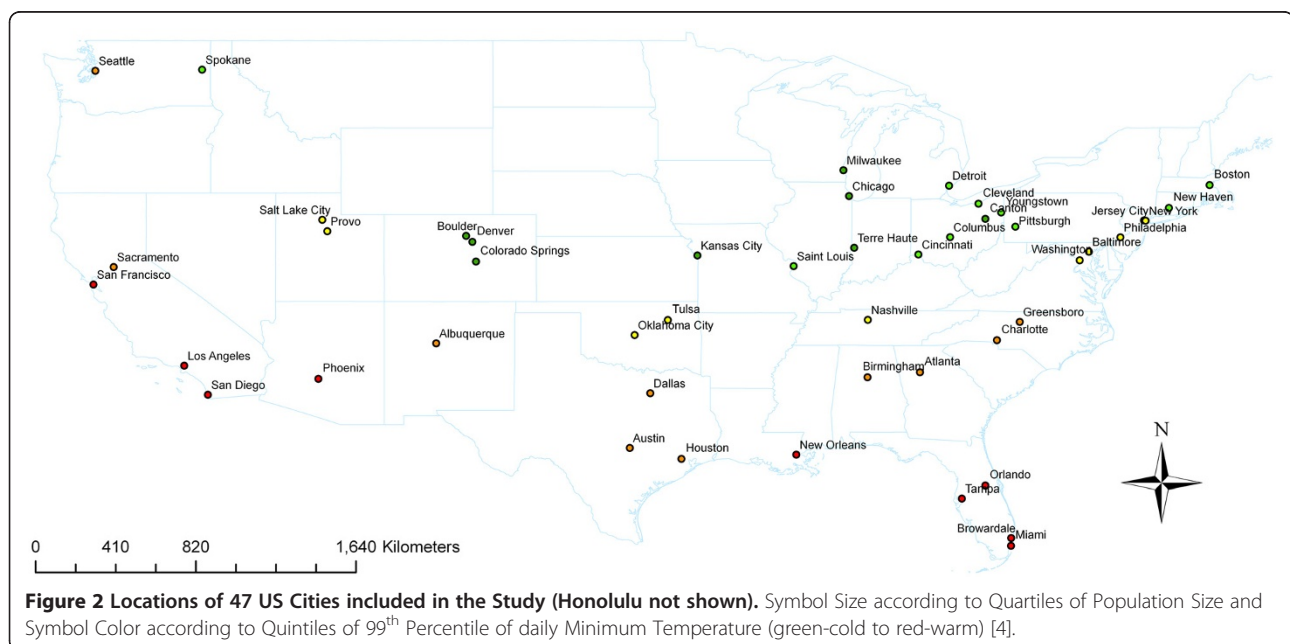 Seattle
Spokane
Milwaukee
Chicago
Detroit
Boston
Cleveland
Youngstown
New Haven
Canton
Salt Lake City
Provo
Jersey City New York
Columbus
Pittsburgh
Philadelphia
Boulder
Denver
Terre Haute
Cincinnati
Washington
Baltimore
Colorado Springs
Kansas City
Saint Louis
Sacramento
San Francisco
Tulsa
Oklahoma City
Nashville
Greensboro
Charlotte
Albuquerque
Los Angeles
Phoenix
San Diego
Birmingham
Atlanta
Dallas
Austin
Houston
New Orleans
N
Orlando
Tampa
Browardale
Miami
0 410 820 1,640 Kilometers
Figure 2 Locations of 47 US Cities included in the Study (Honolulu not shown). Symbol Size according to Quartiles of Population Size and
Symbol Color according to Quintiles of 99th Percentile of daily Minimum Temperature (green-cold to red-warm) [4].